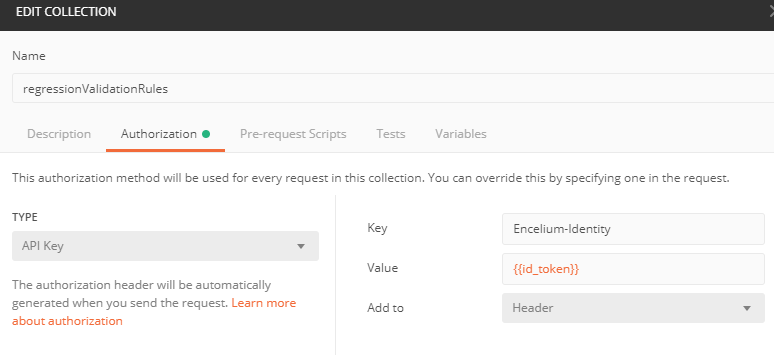 EDIT COLLECTION
Name
regressionValidationRules
Description Authorization Pre-request Scripts Tests Variables
This authorization method will be used for every request in this collection. You can override this by specifying one in the request.
TYPE
API Key
The authorization header will be automatically
generated when you send the request. Learn more
about authorization
Key Encelium-Identity
Value {{id_token}}
Add to Header